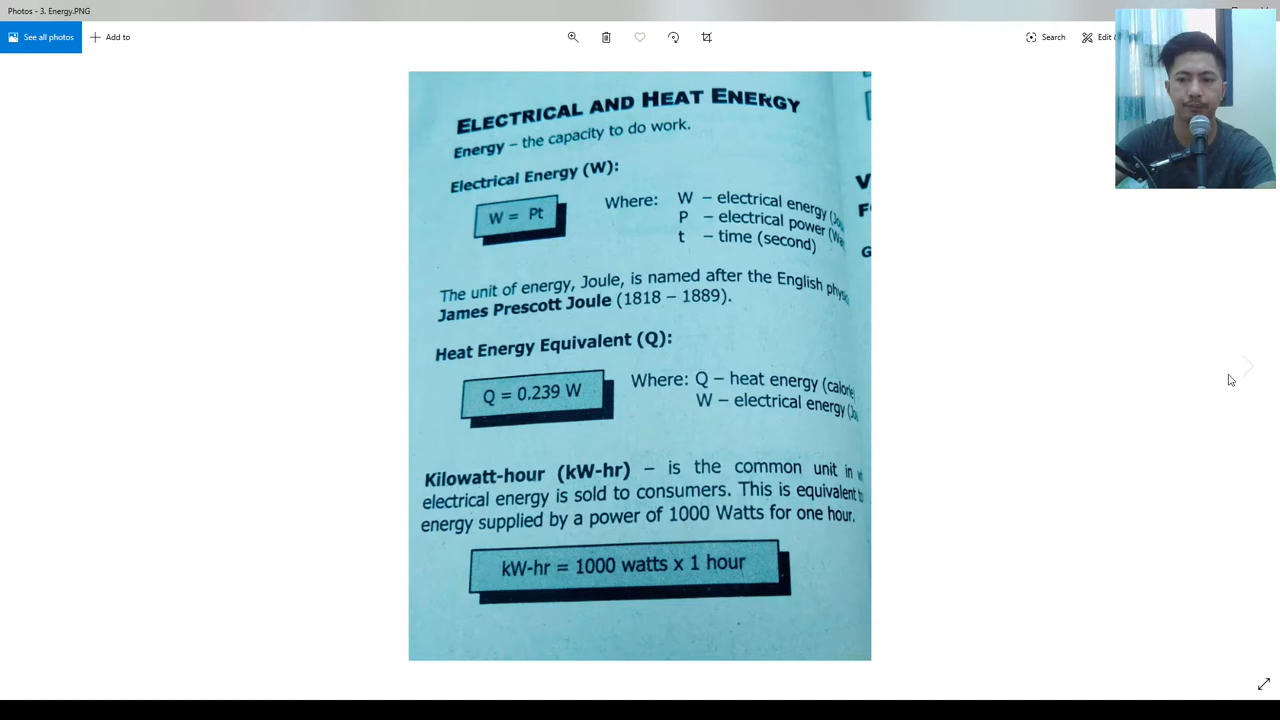 Photos - 3. Energy.PNG
See all photos
Add to
Search
Edit
ELECTRICAL AND HEAT ENERGY
Energy – the capacity to do work.
Electrical Energy (W):
W = Pt
Where: W – electrical energy
P – electrical power
t – time (second)
The unit of energy, Joule, is named after the English
James Prescott Joule (1818 – 1889).
Heat Energy Equivalent (Q):
Q = 0.239 W
Where: Q – heat energy
W – electrical energy
Kilowatt-hour (kW-hr) – is the common unit in
electrical energy is sold to consumers. This is equivalent
energy supplied by a power of 1000 Watts for one hour.
kW-hr = 1000 watts x 1 hour